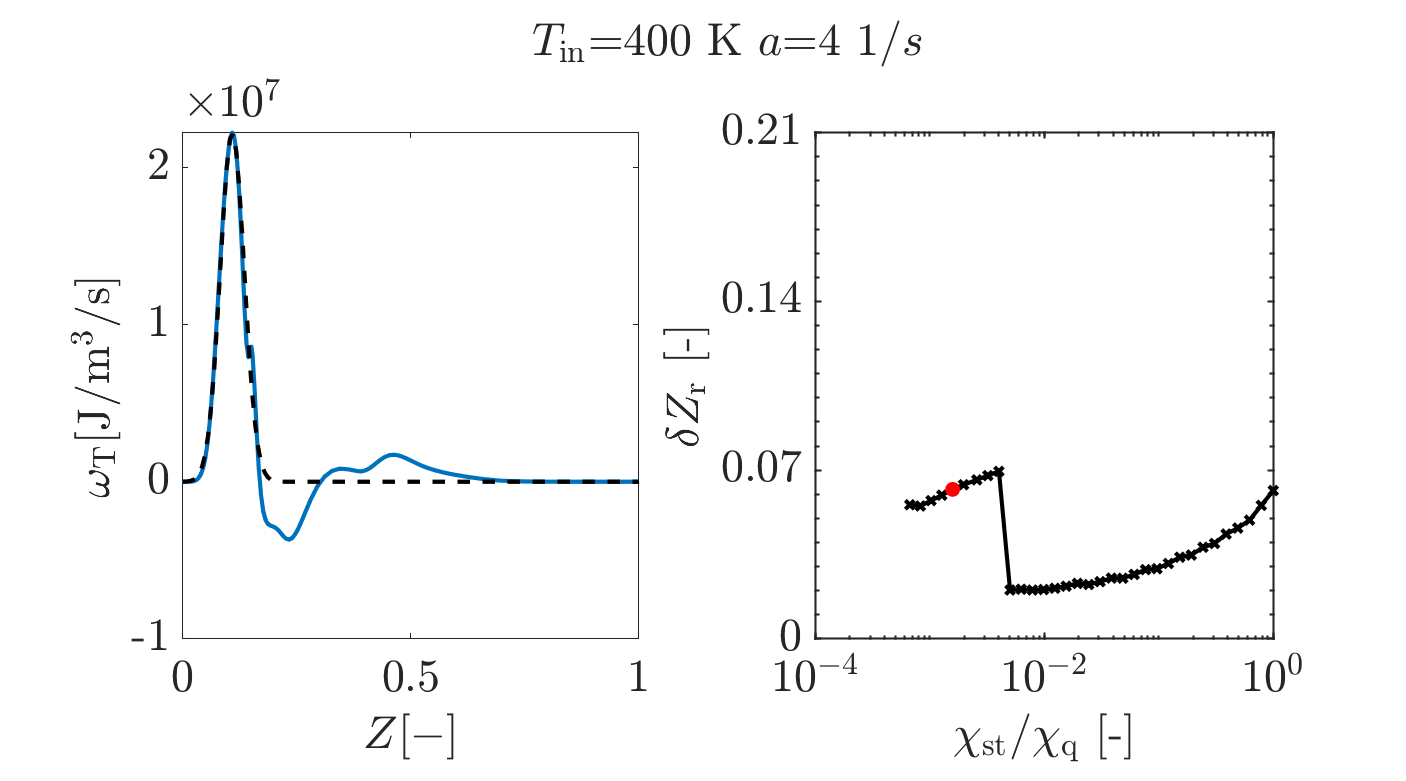 T_in=400 K a=4 1/s
×10^7
2
1
0
-1
ω_T[J/m^3/s]
0 0.5 1
Z[−]
0.21
0.14
0.07
0
δZ_r [-]
10^−4 10^−2 10^0
χ_st/χ_q [-]